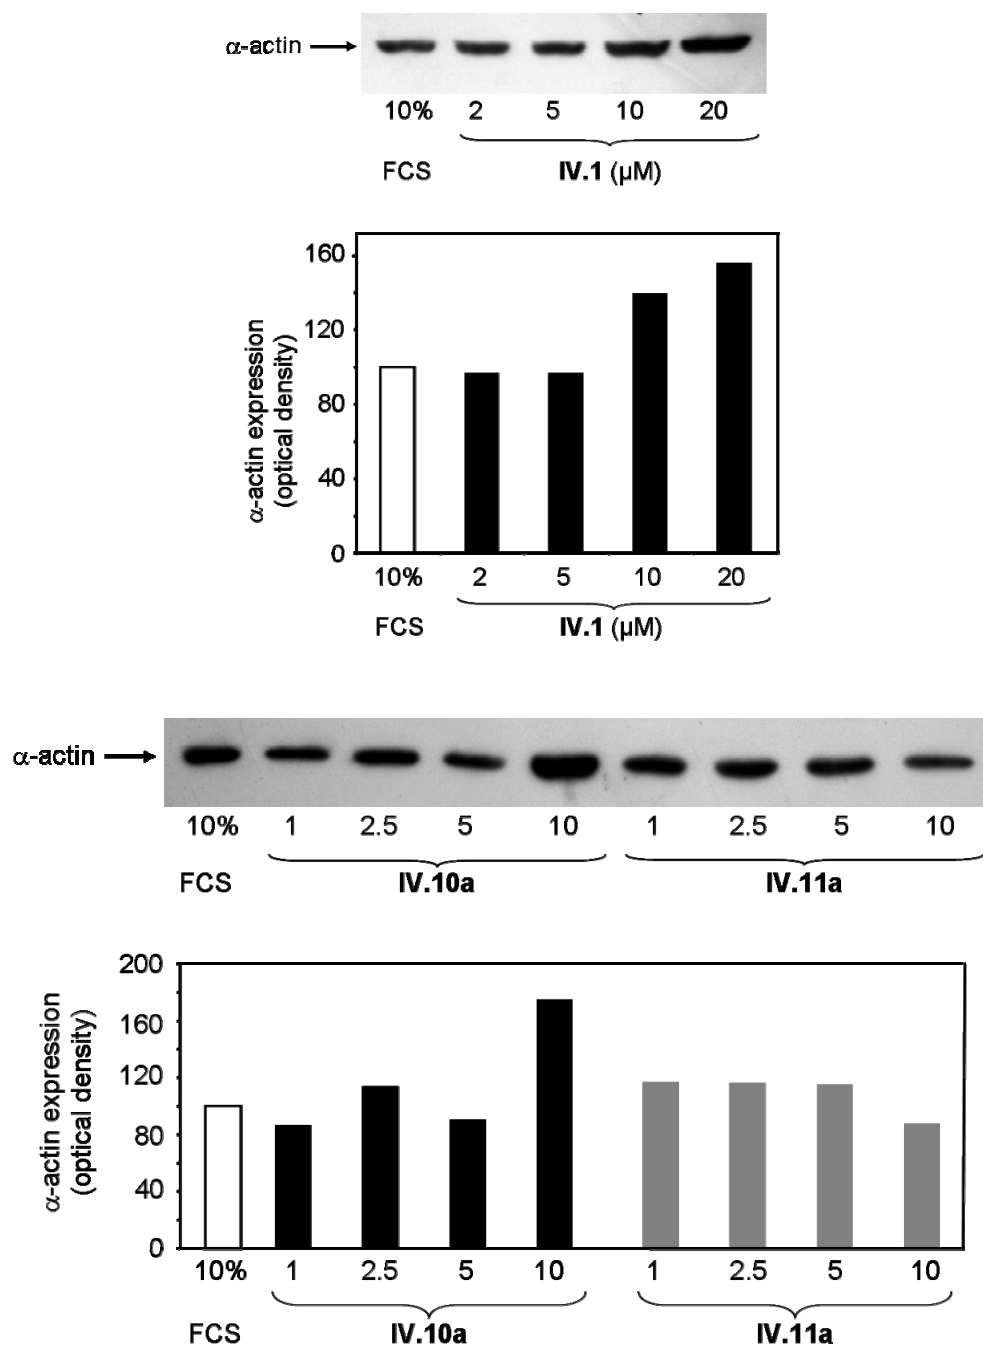 α-actin
10% 2 5 10 20
FCS IV.1 (µM)
160
120
80
40
0
α-actin expression
(optical density)
10% 2 5 10 20
FCS IV.1 (µM)
α-actin
10% 1 2.5 5 10 1 2.5 5 10
FCS IV.10a IV.11a
200
160
120
80
40
0
α-actin expression
(optical density)
10% 1 2.5 5 10 1 2.5 5 10
FCS IV.10a IV.11a